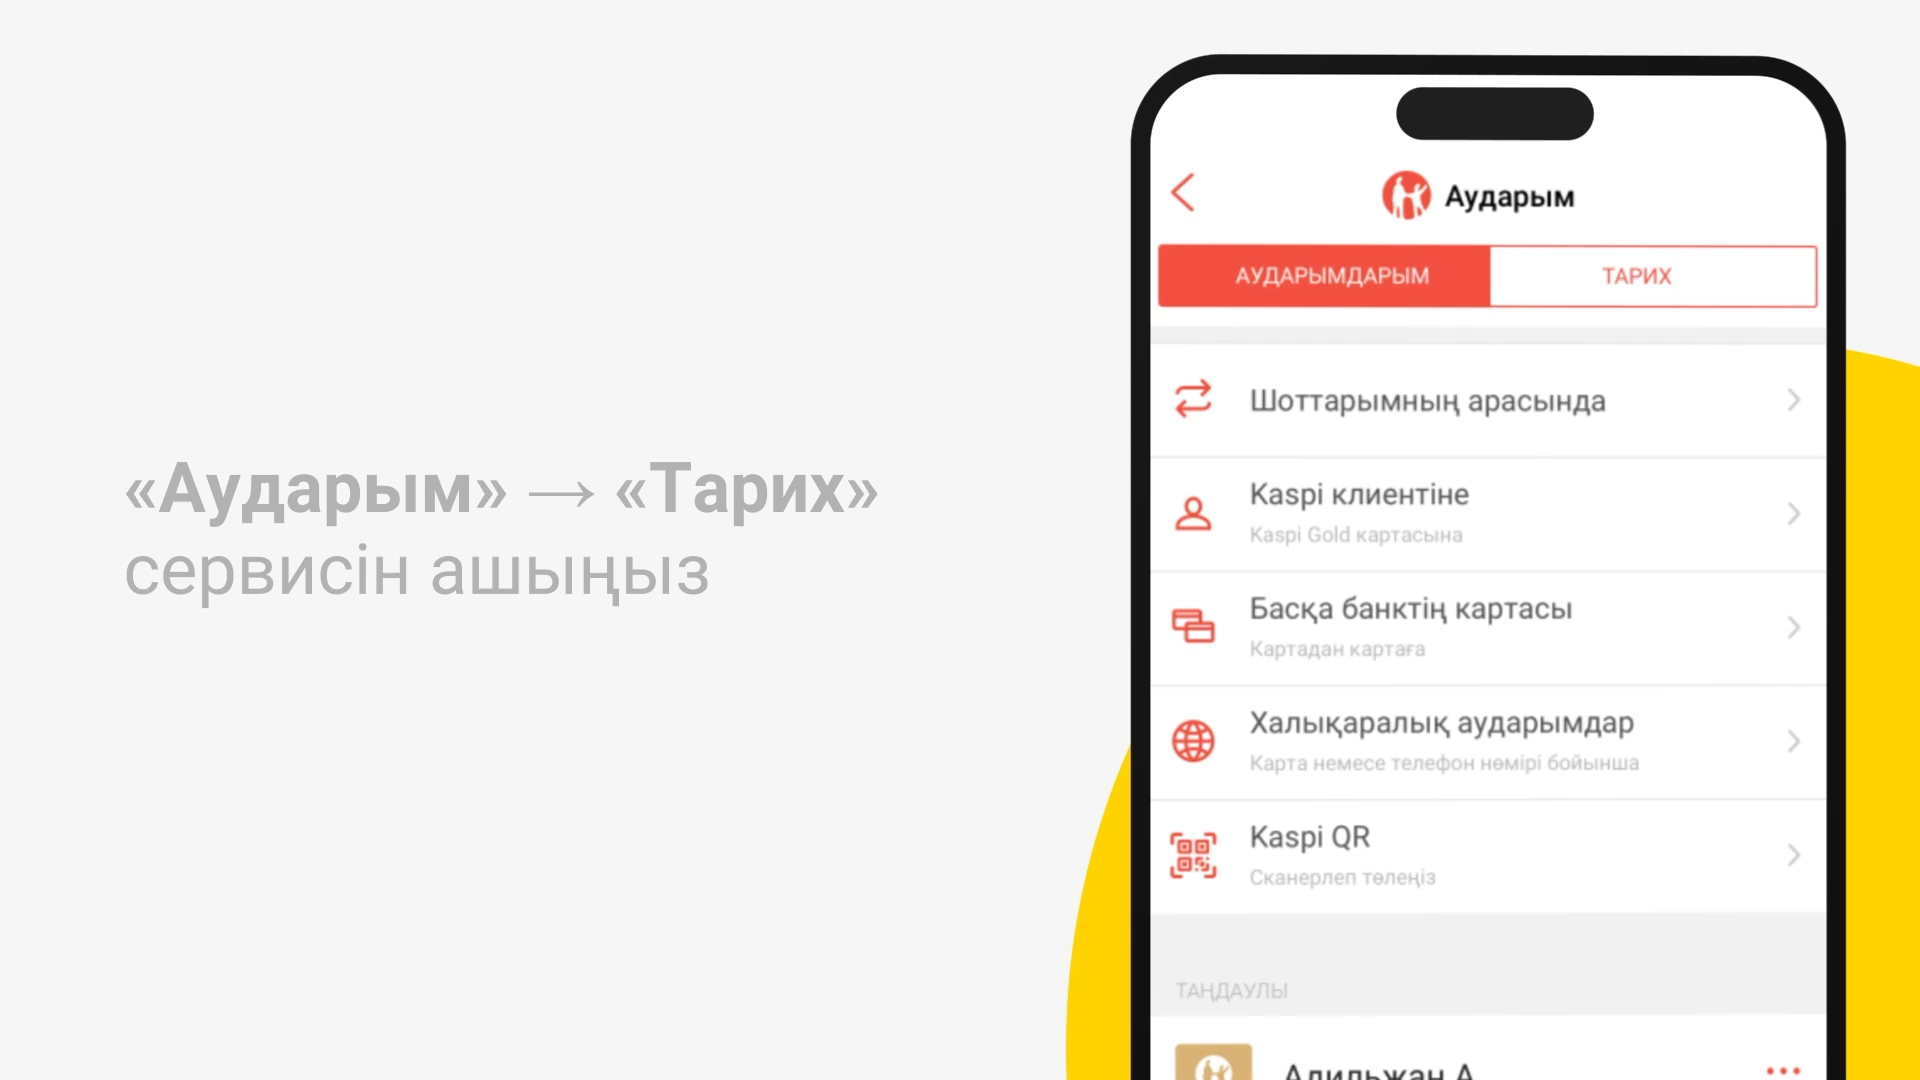 «Аударым» → «Тарих»
сервисін ашыңыз
Аударым
АУДАРЫМДАРЫМ
ТАРИХ
Шоттарымның арасында
Kaspi клиентіне
Kaspi Gold картасына
Басқа банктің картасы
Картадан картаға
Халықаралық аударымдар
Карта немесе телефон нөмірі бойынша
Kaspi QR
Сканерлеп төлеңіз
ТАҢДАУЛЫ
Адильжан А.